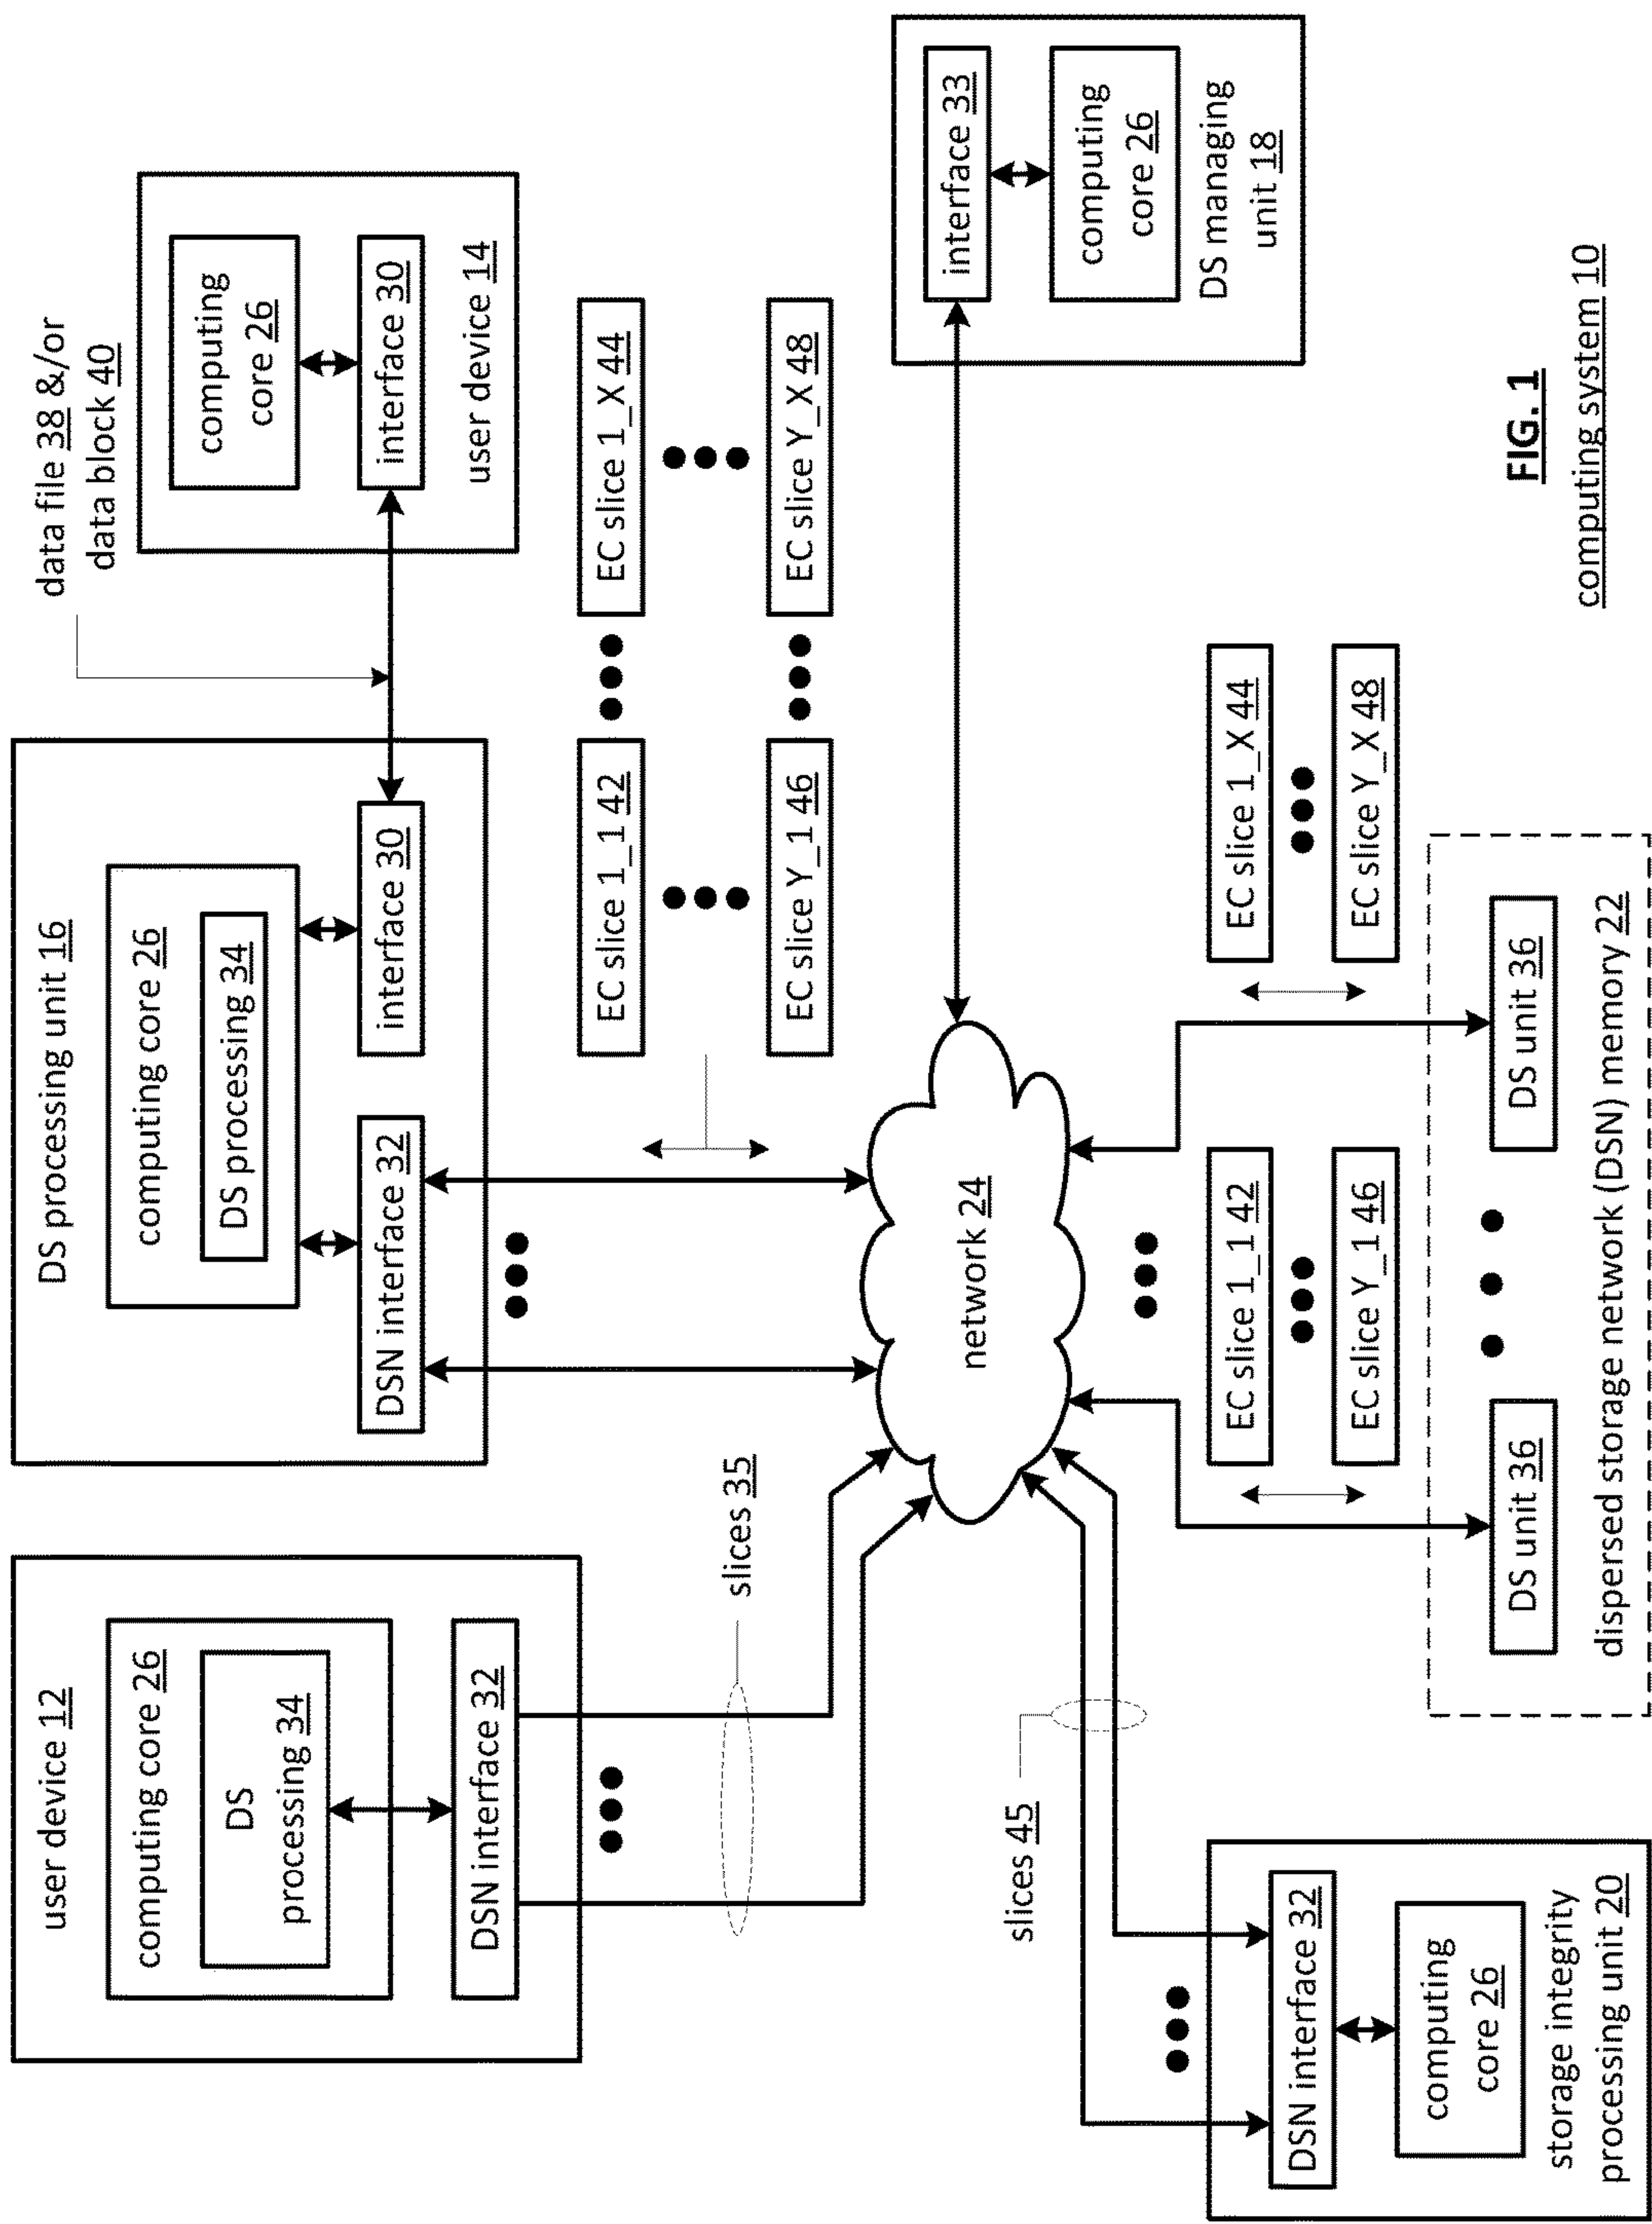 user device 12
computing core 26
DS
processing 34
DSN interface 32
slices 35
DS processing unit 16
computing core 26
DS processing 34
DSN interface 32
interface 30
data file 38 &/or
data block 40
computing
core 26
interface 30
user device 14
EC slice 1_1 42
EC slice 1_X 44
EC slice Y_1 46
EC slice Y_X 48
network 24
interface 33
computing
core 26
DS managing
unit 18
slices 45
DSN interface 32
computing
core 26
storage integrity
processing unit 20
EC slice 1_1 42
EC slice Y_1 46
EC slice 1_X 44
EC slice Y_X 48
DS unit 36
DS unit 36
dispersed storage network (DSN) memory 22
FIG. 1
computing system 10